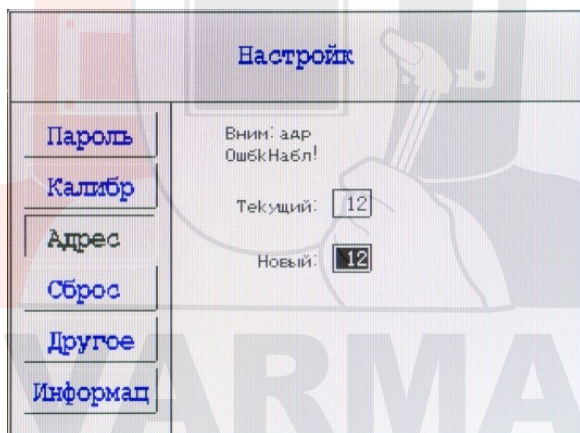 Настройк
Пароль
Калибр
Адрес
Сброс
Другое
Информац
Вним: адр
ОшбкНабл!
Текущий: 12
Новый: 12
VARMA